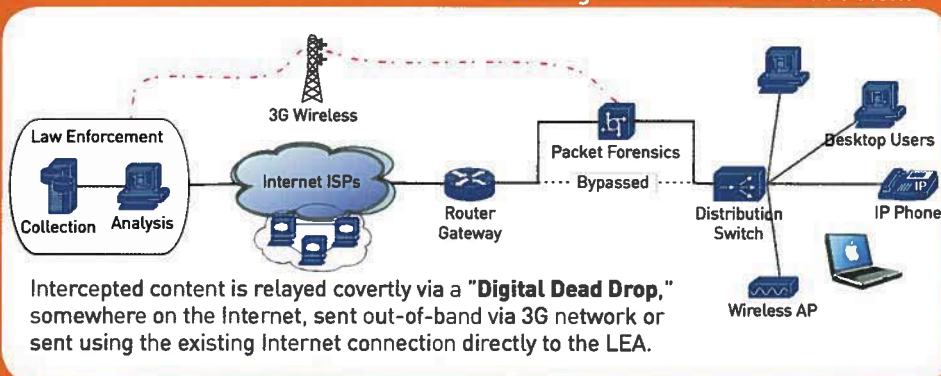 3G Wireless
Law Enforcement
Collection
Analysis
Internet ISPs
Router
Gateway
Packet Forensics
Bypassed
Distribution
Switch
Desktop Users
IP
IP Phone
Wireless AP
Intercepted content is relayed covertly via a "Digital Dead Drop,"
somewhere on the Internet, sent out-of-band via 3G network or
sent using the existing Internet connection directly to the LEA.